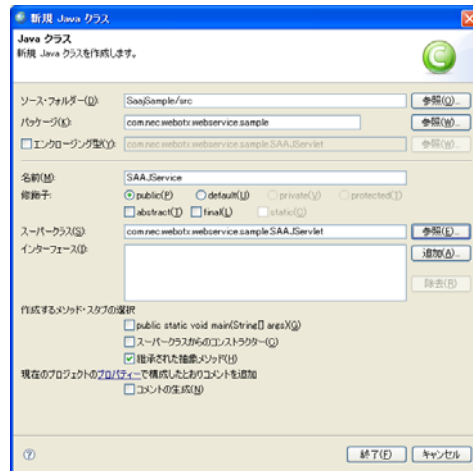 新規 Java クラス
Java クラス
新規 Java クラスを作成します。
ソース・フォルダー(D): SaajSample/src 参照(O)...
パッケージ(K): com.nec.webotx.webservice.sample 参照(W)...
エンクロージング型(Y): com.nec.webotx.webservice.sample.SAAJServlet 参照(W)...
名前(M): SAAJService
修飾子: public(P) default(U) private(V) protected(T)
abstract(T) final(L) static(C)
スーパークラス(S): com.nec.webotx.webservice.sample.SAAJServlet 参照(E)...
インターフェース(I): 追加(A)...
除去(R)
作成するメソッド・スタブの選択
public static void main(String[] args)(G)
スーパークラスからのコンストラクター(C)
継承された抽象メソッド(H)
現在のプロジェクトのプロパティーで構成したとおりコメントを追加
コメントの生成(N)
? 終了(F) キャンセル